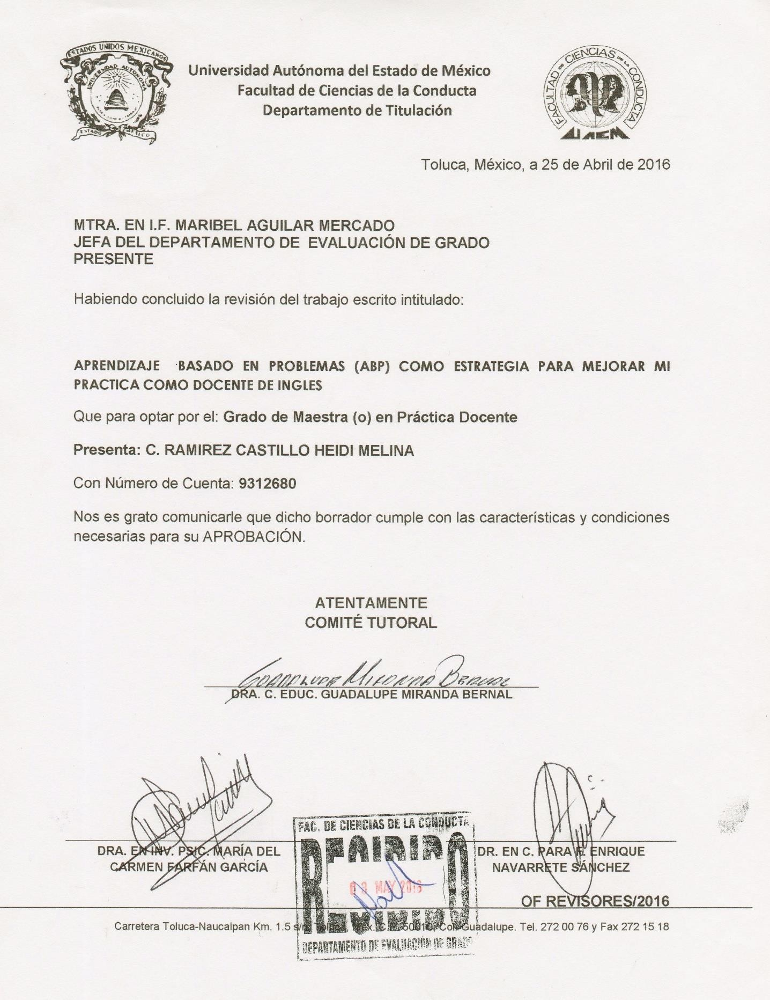 ESTADOS UNIDOS MEXICANOS
UNIVERSIDAD AUTONOMA
ESTADO MEXICO
Universidad Autónoma del Estado de México
Facultad de Ciencias de la Conducta
Departamento de Titulación
FACULTAD DE CIENCIAS DE LA CONDUCTA
UAEM
Toluca, México, a 25 de Abril de 2016
MTRA. EN I.F. MARIBEL AGUILAR MERCADO
JEFA DEL DEPARTAMENTO DE EVALUACIÓN DE GRADO
PRESENTE
Habiendo concluido la revisión del trabajo escrito intitulado:
APRENDIZAJE BASADO EN PROBLEMAS (ABP) COMO ESTRATEGIA PARA MEJORAR MI
PRACTICA COMO DOCENTE DE INGLES
Que para optar por el: Grado de Maestra (o) en Práctica Docente
Presenta: C. RAMIREZ CASTILLO HEIDI MELINA
Con Número de Cuenta: 9312680
Nos es grato comunicarle que dicho borrador cumple con las características y condiciones
necesarias para su APROBACIÓN.
ATENTAMENTE
COMITÉ TUTORAL
Guadalupe Miranda Bernal
DRA. C. EDUC. GUADALUPE MIRANDA BERNAL
DRA. EN INV. PSIC. MARÍA DEL
CARMEN FARFÁN GARCÍA
FAC. DE CIENCIAS DE LA CONDUCTA
RECIBIDO
03 MAY 2016
RECIBIDO
DEPARTAMENTO DE EVALUACION DE GRADO
DR. EN C. PARA F. ENRIQUE
NAVARRETE SÁNCHEZ
OF REVISORES/2016
Carretera Toluca-Naucalpan Km. 1.5 s/n, Toluca, Mex. C.P. 50010, Col. Guadalupe. Tel. 272 00 76 y Fax 272 15 18